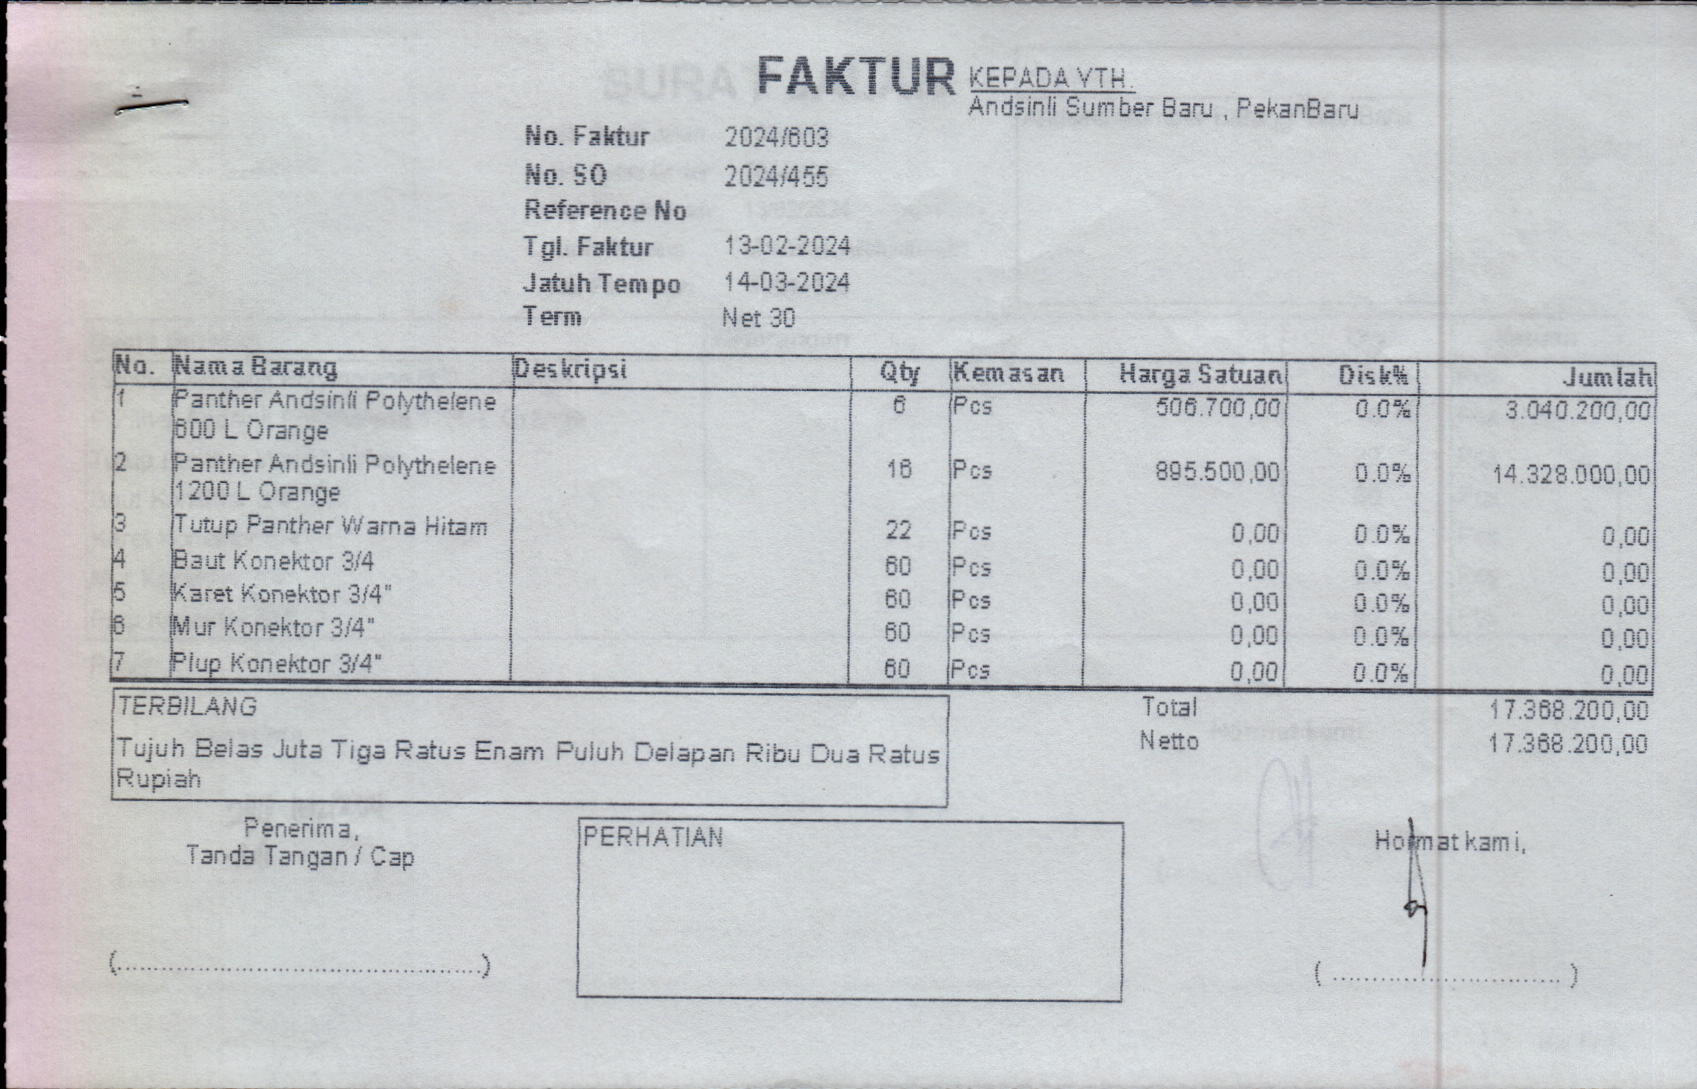 FAKTUR
KEPADA YTH.
Andsinli Sumber Baru , PekanBaru
No. Faktur 2024/603
No. SO 2024/455
Reference No
Tgl. Faktur 13-02-2024
Jatuh Tempo 14-03-2024
Term Net 30
No. Nama Barang Deskripsi Qty Kemasan Harga Satuan Disk% Jumlah
1 Panther Andsinli Polythelene 6 Pcs 506.700,00 0.0% 3.040.200,00
600 L Orange
2 Panther Andsinli Polythelene 16 Pcs 895.500,00 0.0% 14.328.000,00
1200 L Orange
3 Tutup Panther Warna Hitam 22 Pcs 0,00 0.0% 0,00
4 Baut Konektor 3/4 60 Pcs 0,00 0.0% 0,00
5 Karet Konektor 3/4" 60 Pcs 0,00 0.0% 0,00
6 Mur Konektor 3/4" 60 Pcs 0,00 0.0% 0,00
7 Plup Konektor 3/4" 60 Pcs 0,00 0.0% 0,00
TERBILANG
Tujuh Belas Juta Tiga Ratus Enam Puluh Delapan Ribu Dua Ratus
Rupiah
Total 17.368.200,00
Netto 17.368.200,00
Penerima,
Tanda Tangan / Cap
(..................................................)
PERHATIAN
Hormat kami,
(..............................)